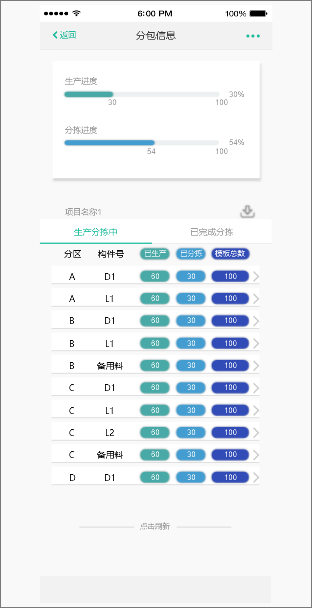 6:00 PM 100%
返回 分包信息
生产进度
30%
30 100
分拣进度
54%
54 100
项目名称1
生产分拣中 已完成分拣
分区 构件号 已生产 已分拣 模板总数
A D1 60 30 100
A L1 60 30 100
B D1 60 30 100
B L1 60 30 100
B 备用料 60 30 100
C D1 60 30 100
C L1 60 30 100
C L2 60 30 100
C 备用料 60 30 100
D D1 60 30 100
点击刷新